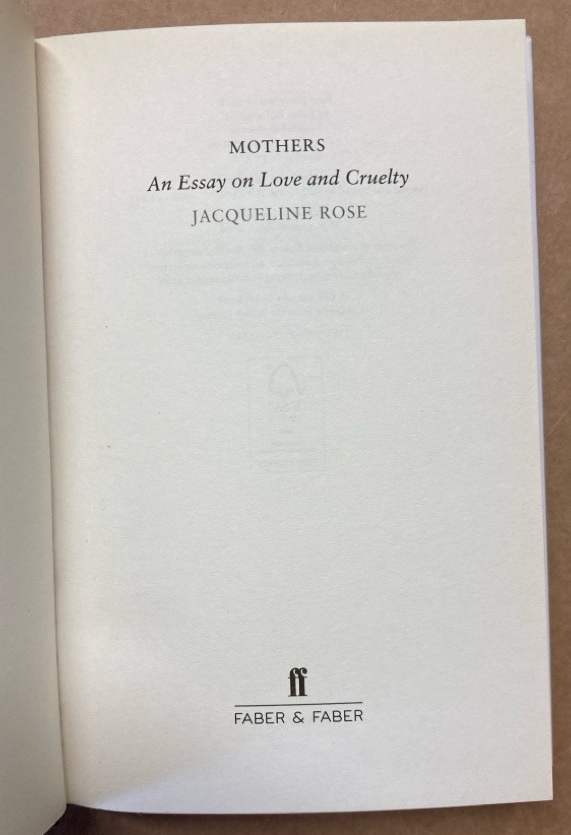 MOTHERS
An Essay on Love and Cruelty
JACQUELINE ROSE
ff
FABER & FABER